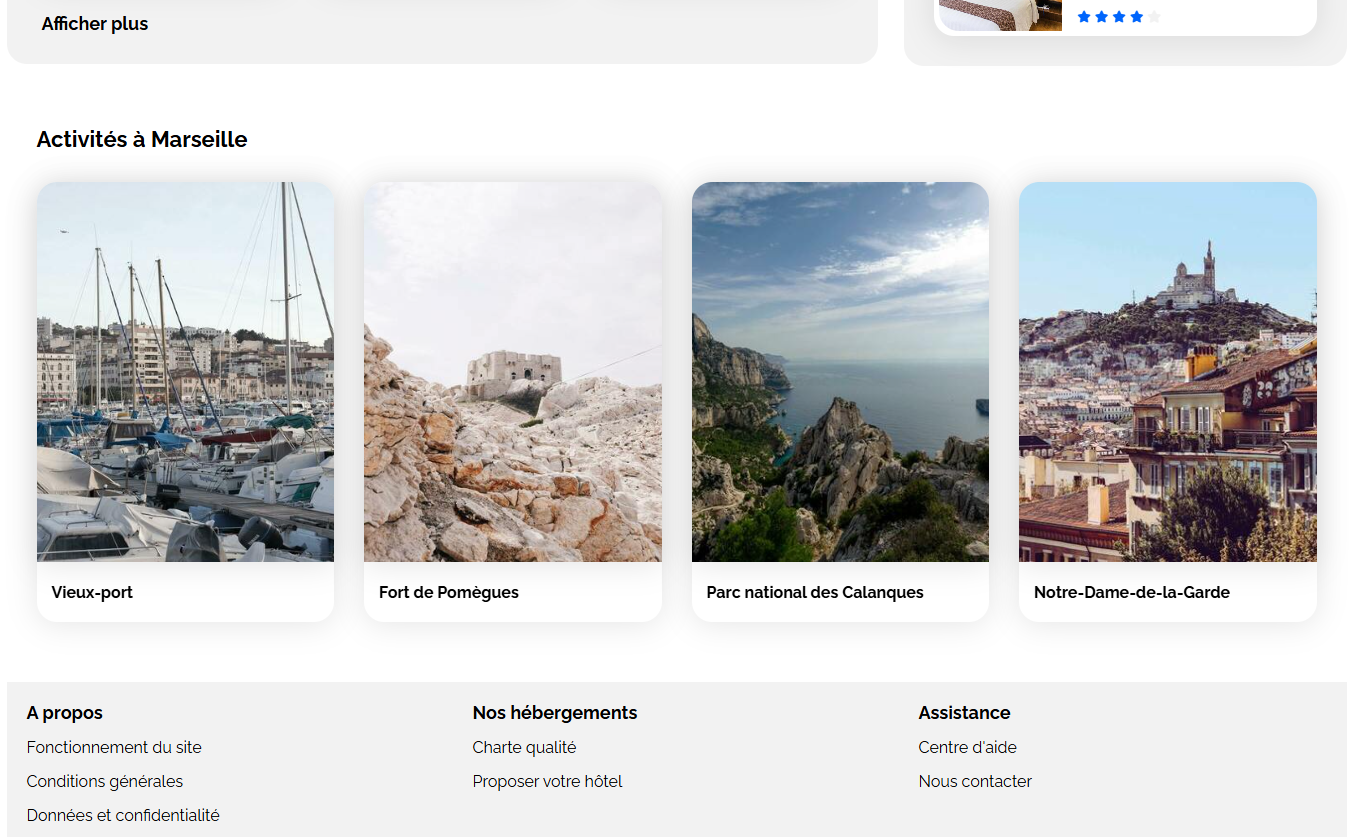 Afficher plus
Activités à Marseille
Vieux-port
Fort de Pomègues
Parc national des Calanques
Notre-Dame-de-la-Garde
A propos
Fonctionnement du site
Conditions générales
Données et confidentialité
Nos hébergements
Charte qualité
Proposer votre hôtel
Assistance
Centre d'aide
Nous contacter